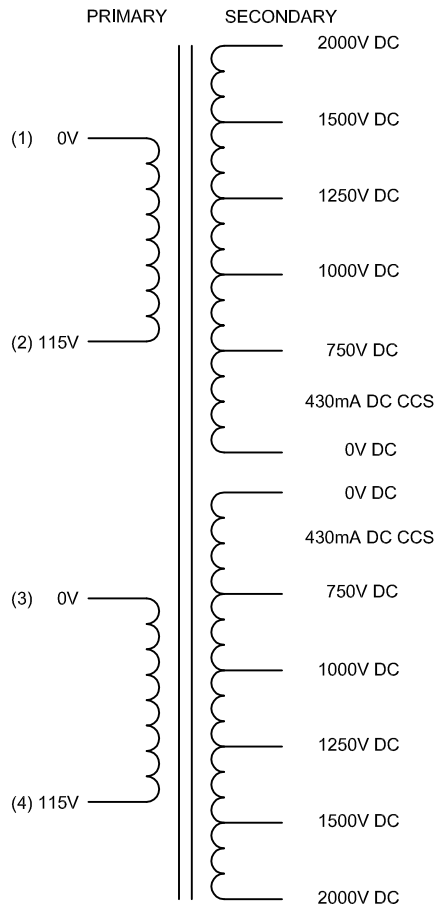 PRIMARY SECONDARY
2000V DC
1500V DC
(1) 0V
1250V DC
1000V DC
(2) 115V
750V DC
430mA DC CCS
0V DC
0V DC
430mA DC CCS
(3) 0V
750V DC
1000V DC
1250V DC
(4) 115V
1500V DC
2000V DC